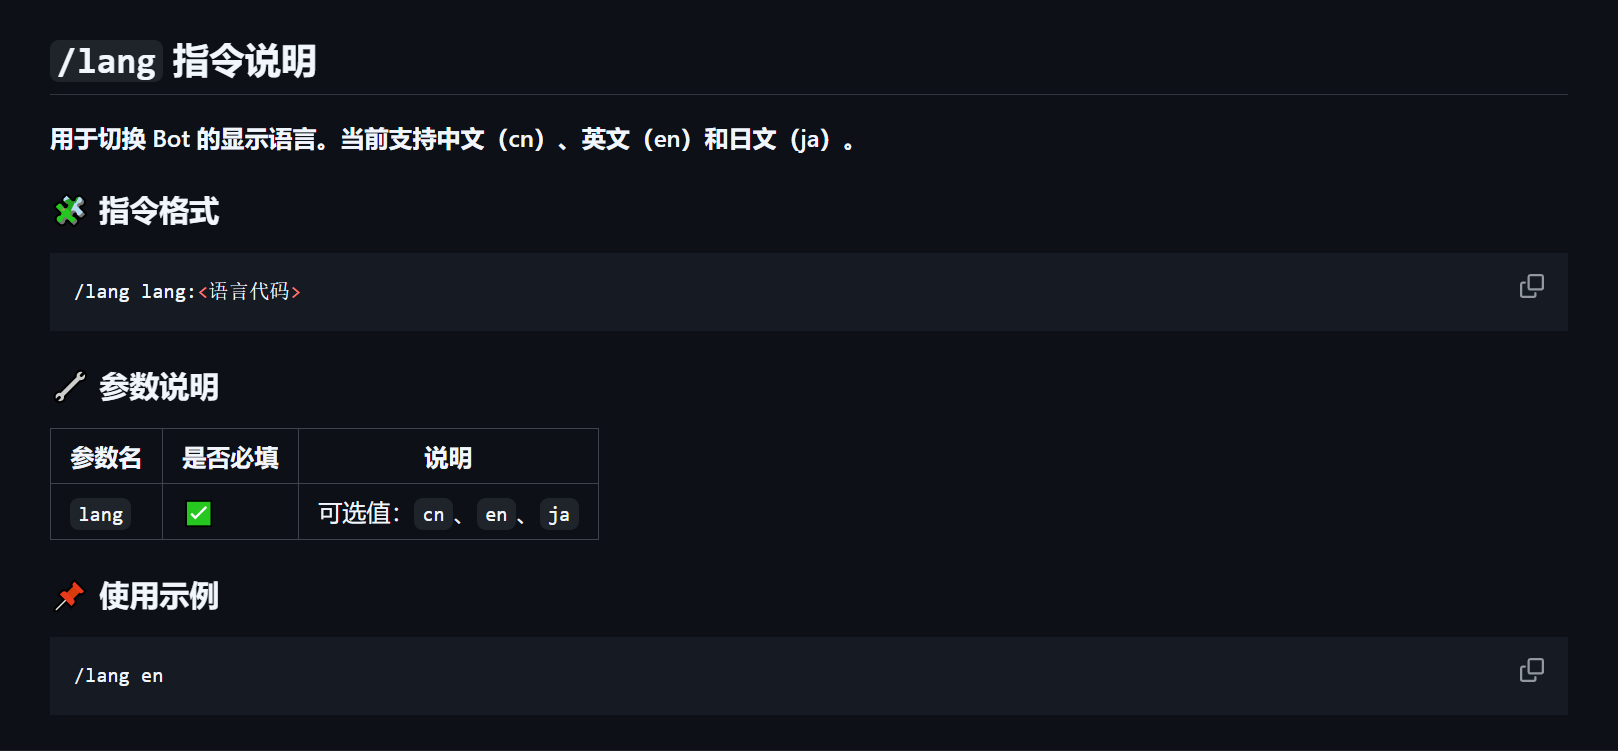 /lang 指令说明
用于切换 Bot 的显示语言。当前支持中文（cn）、英文（en）和日文（ja）。
🧩 指令格式
/lang lang:<语言代码>
🔧 参数说明
参数名 是否必填 说明
lang ✅ 可选值：cn、en、ja
📌 使用示例
/lang en